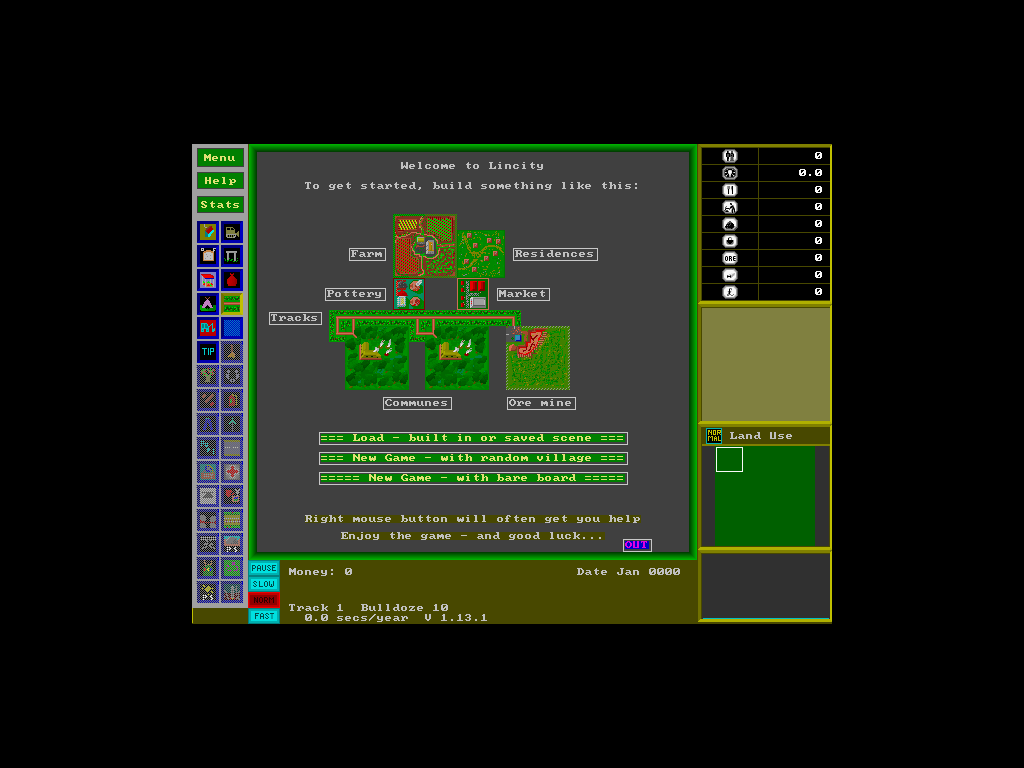 Menu
Help
Stats
TIP
Welcome to Lincity
To get started, build something like this:
Farm
Residences
Pottery
Market
Tracks
Communes
Ore mine
=== Load - built in or saved scene ===
=== New Game - with random village ===
===== New Game - with bare board =====
Right mouse button will often get you help
Enjoy the game - and good luck...
OUT
PAUSE
SLOW
NORM
FAST
Money: 0
Date Jan 0000
Track 1 Bulldoze 10
0.0 secs/year V 1.13.1
0
0.0
0
0
0
0
ORE 0
0
£ 0
NOR
MAL
Land Use